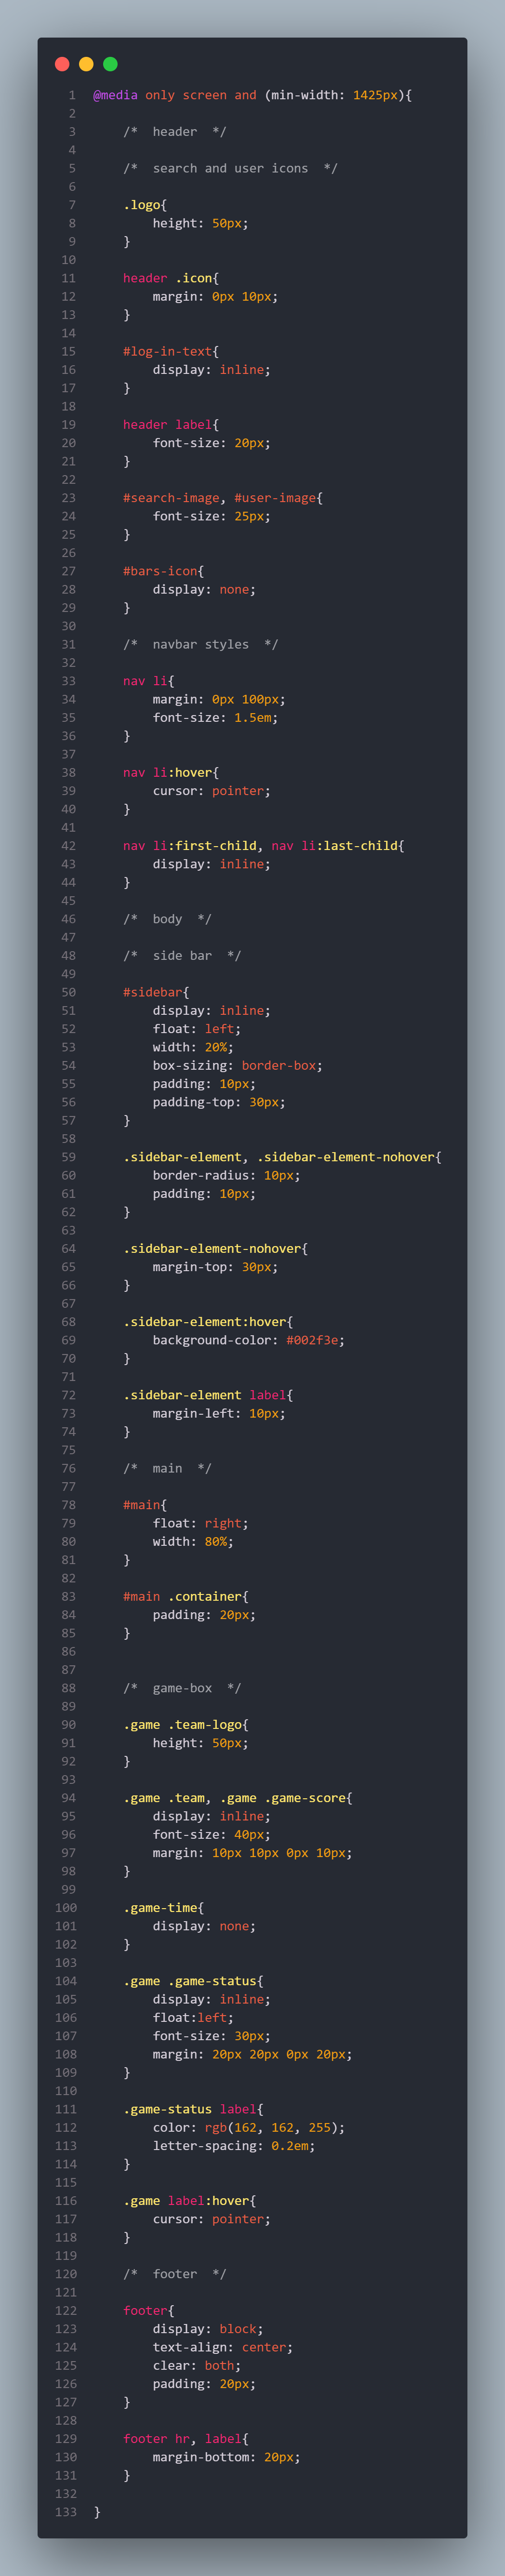 1 @media only screen and (min-width: 1425px){
2
3     /*  header  */
4
5     /*  search and user icons  */
6
7     .logo{
8         height: 50px;
9     }
10
11     header .icon{
12         margin: 0px 10px;
13     }
14
15     #log-in-text{
16         display: inline;
17     }
18
19     header label{
20         font-size: 20px;
21     }
22
23     #search-image, #user-image{
24         font-size: 25px;
25     }
26
27     #bars-icon{
28         display: none;
29     }
30
31     /*  navbar styles  */
32
33     nav li{
34         margin: 0px 100px;
35         font-size: 1.5em;
36     }
37
38     nav li:hover{
39         cursor: pointer;
40     }
41
42     nav li:first-child, nav li:last-child{
43         display: inline;
44     }
45
46     /*  body  */
47
48     /*  side bar  */
49
50     #sidebar{
51         display: inline;
52         float: left;
53         width: 20%;
54         box-sizing: border-box;
55         padding: 10px;
56         padding-top: 30px;
57     }
58
59     .sidebar-element, .sidebar-element-nohover{
60         border-radius: 10px;
61         padding: 10px;
62     }
63
64     .sidebar-element-nohover{
65         margin-top: 30px;
66     }
67
68     .sidebar-element:hover{
69         background-color: #002f3e;
70     }
71
72     .sidebar-element label{
73         margin-left: 10px;
74     }
75
76     /*  main  */
77
78     #main{
79         float: right;
80         width: 80%;
81     }
82
83     #main .container{
84         padding: 20px;
85     }
86
87
88     /*  game-box  */
89
90     .game .team-logo{
91         height: 50px;
92     }
93
94     .game .team, .game .game-score{
95         display: inline;
96         font-size: 40px;
97         margin: 10px 10px 0px 10px;
98     }
99
100     .game-time{
101         display: none;
102     }
103
104     .game .game-status{
105         display: inline;
106         float:left;
107         font-size: 30px;
108         margin: 20px 20px 0px 20px;
109     }
110
111     .game-status label{
112         color: rgb(162, 162, 255);
113         letter-spacing: 0.2em;
114     }
115
116     .game label:hover{
117         cursor: pointer;
118     }
119
120     /*  footer  */
121
122     footer{
123         display: block;
124         text-align: center;
125         clear: both;
126         padding: 20px;
127     }
128
129     footer hr, label{
130         margin-bottom: 20px;
131     }
132
133 }